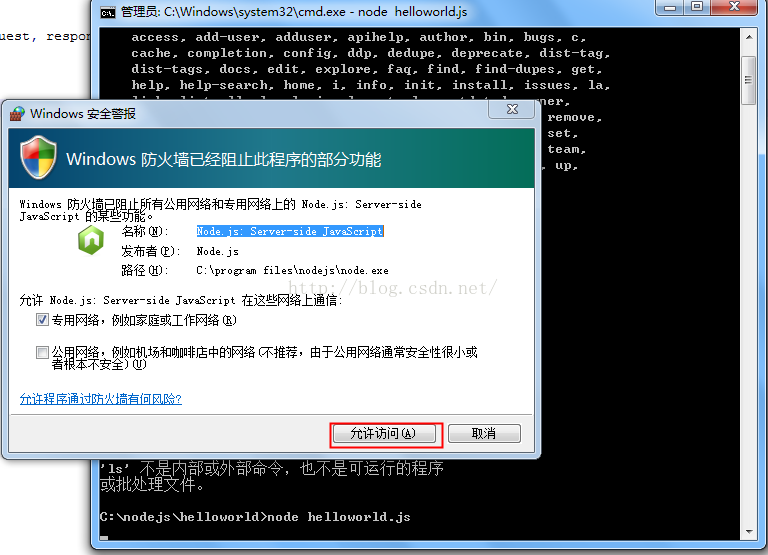 管理员: C:\Windows\system32\cmd.exe - node  helloworld.js
uest, respor
access, add-user, adduser, apihelp, author, bin, bugs, c,
cache, completion, config, ddp, dedupe, deprecate, dist-tag,
dist-tags, docs, edit, explore, faq, find, find-dupes, get,
help, help-search, home, i, info, init, install, issues, la,
remove,
set,
team,
, up,
Windows 安全警报
Windows 防火墙已经阻止此程序的部分功能
Windows 防火墙已阻止所有公用网络和专用网络上的 Node.js: Server-side
JavaScript 的某些功能。
名称(N): Node.js: Server-side JavaScript
发布者(P): Node.js
路径(H): C:\program files\nodejs\node.exe
http://blog.csdn.net/
允许 Node.js: Server-side JavaScript 在这些网络上通信:
专用网络，例如家庭或工作网络(R)
公用网络，例如机场和咖啡店中的网络(不推荐，由于公用网络通常安全性很小或
者根本不安全)(U)
允许程序通过防火墙有何风险?
允许访问(A) 取消
'ls' 不是内部或外部命令，也不是可运行的程序
或批处理文件。
C:\nodejs\helloworld>node helloworld.js